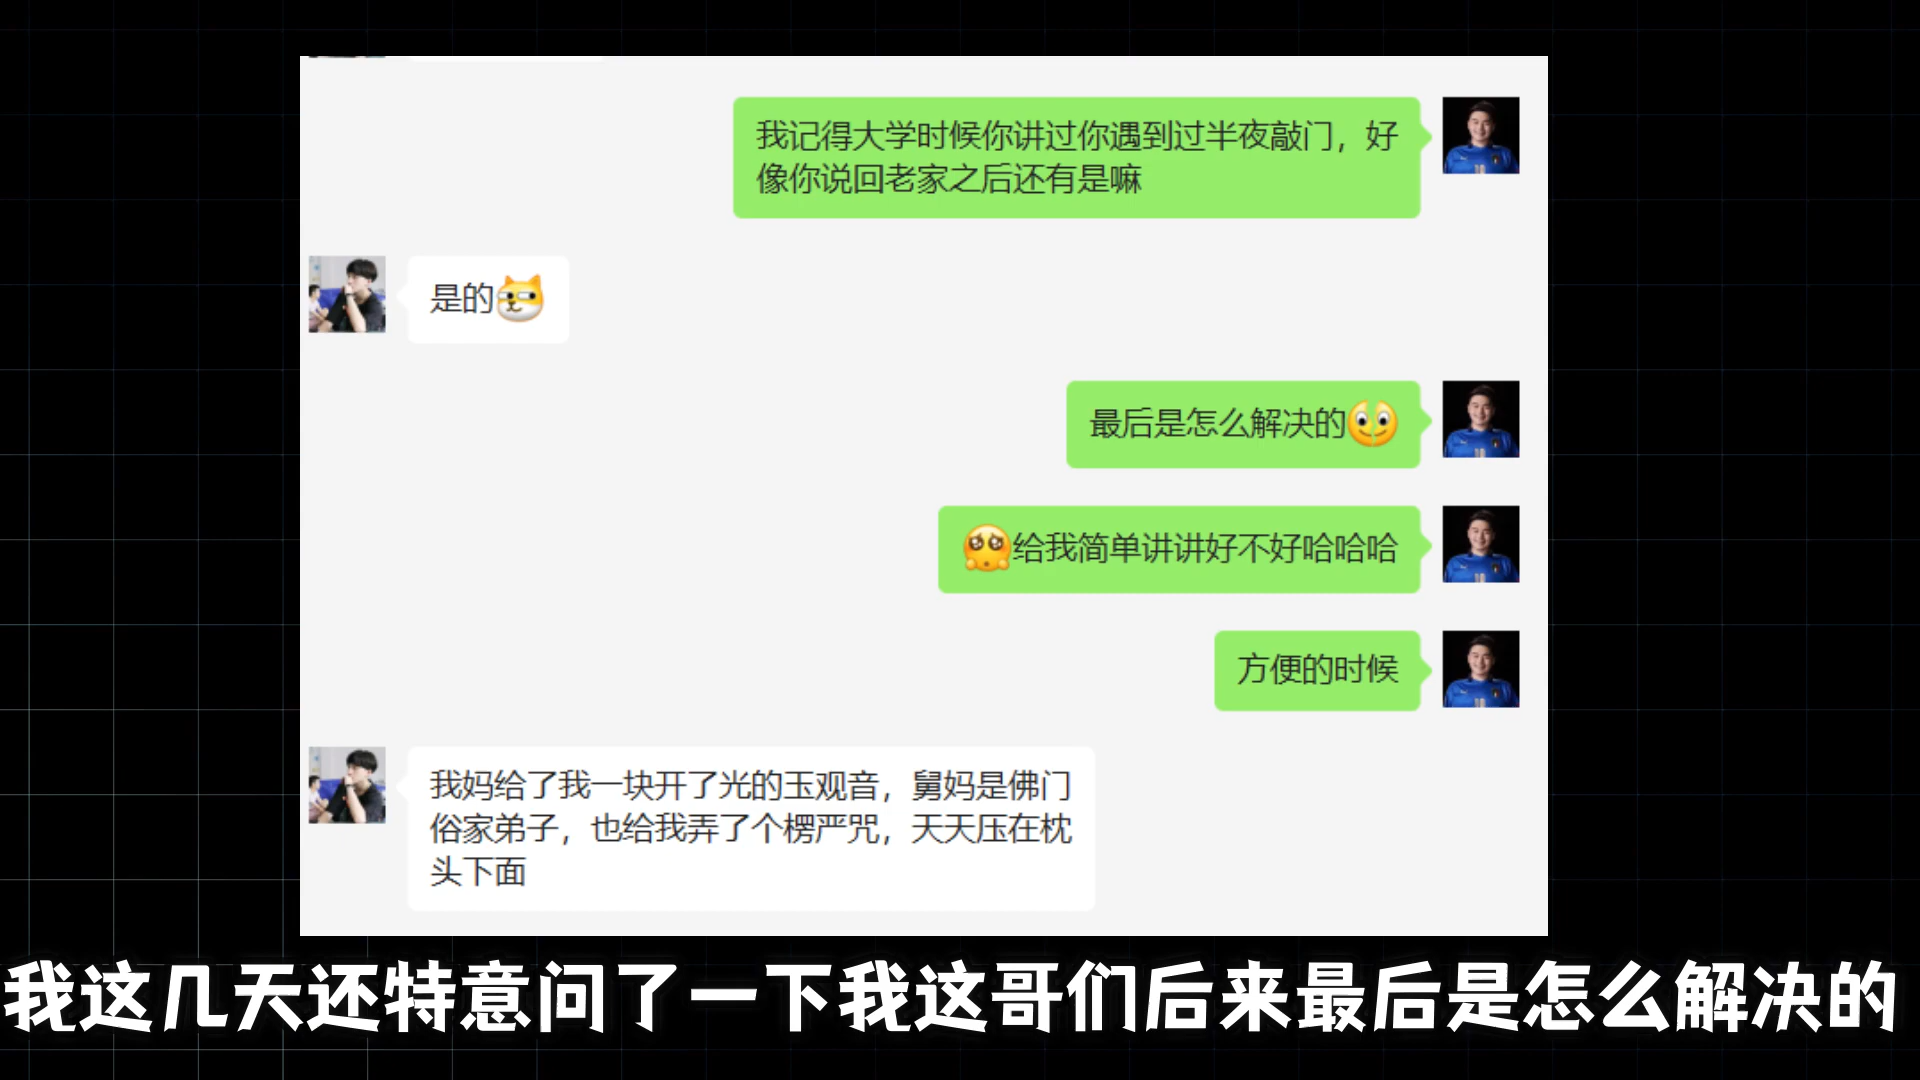 我记得大学时候你讲过你遇到过半夜敲门，好
像你说回老家之后还有是嘛
是的
最后是怎么解决的
给我简单讲讲好不好哈哈哈
方便的时候
我妈给了我一块开了光的玉观音，舅妈是佛门
俗家弟子，也给我弄了个楞严咒，天天压在枕
头下面
我这几天还特意问了一下我这哥们后来最后是怎么解决的